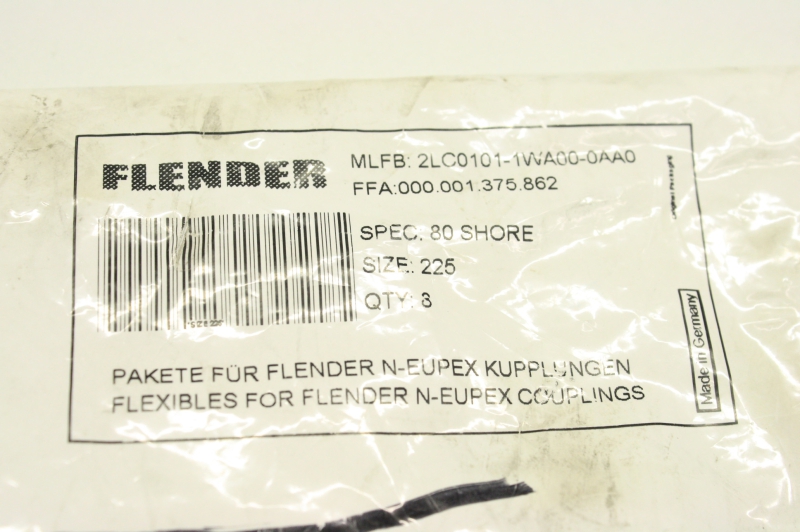 FLENDER
MLFB: 2LC0101-1WA00-0AA0
FFA:000.001.375.862
SPEC. 80 SHORE
SIZE: 225
QTY: 8
PAKETE FÜR FLENDER N-EUPEX KUPPLUNGEN
FLEXIBLES FOR FLENDER N-EUPEX COUPLINGS
Made in Germany